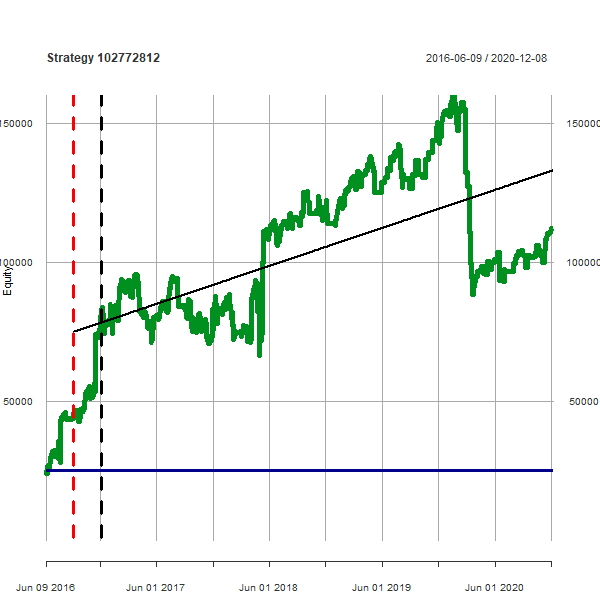 Strategy 102772812
2016-06-09 / 2020-12-08
150000
150000
100000
100000
Equity
50000
50000
Jun 09 2016
Jun 01 2017
Jun 01 2018
Jun 01 2019
Jun 01 2020